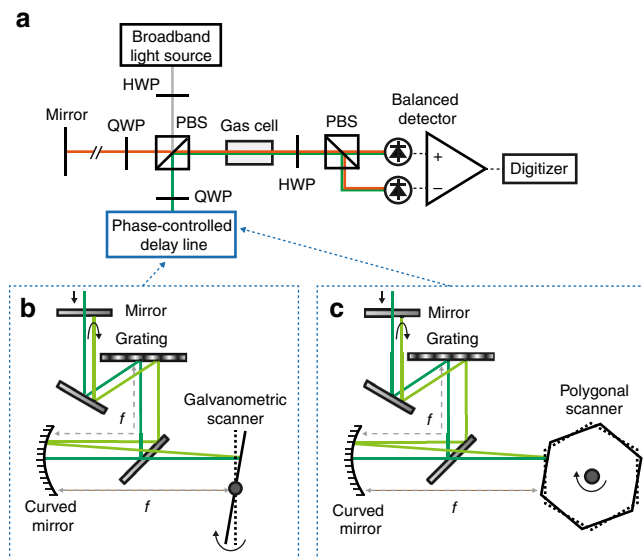 a
Broadband
light source
HWP
Mirror
QWP
PBS
Gas cell
PBS
Balanced
detector
+
−
HWP
Digitizer
QWP
Phase-controlled
delay line
b
Mirror
Grating
f
Galvanometric
scanner
f
Curved
mirror
c
Mirror
Grating
f
Polygonal
scanner
f
Curved
mirror